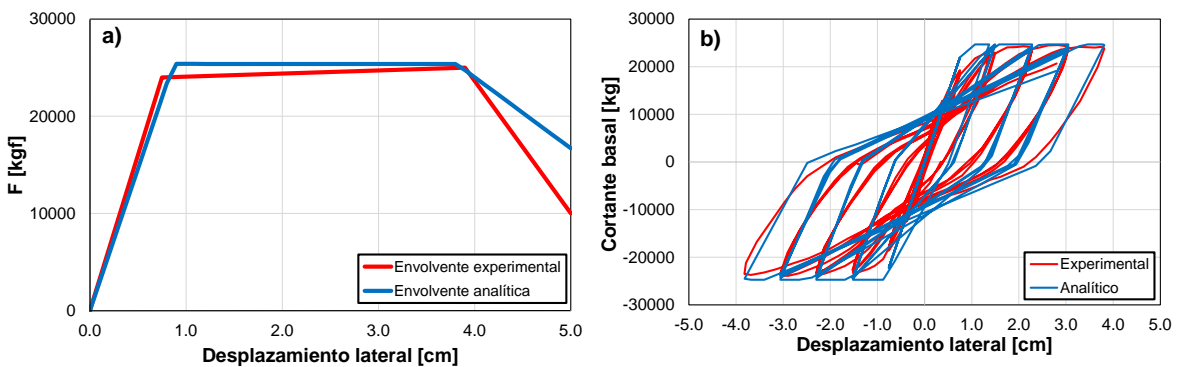 a)
30000
20000
10000
0
F [kgf]
0.0 1.0 2.0 3.0 4.0 5.0
Desplazamiento lateral [cm]
Envolvente experimental
Envolvente analítica
b)
30000
20000
10000
0
-10000
-20000
-30000
Cortante basal [kg]
-5.0 -4.0 -3.0 -2.0 -1.0 0.0 1.0 2.0 3.0 4.0 5.0
Desplazamiento lateral [cm]
Experimental
Analítico